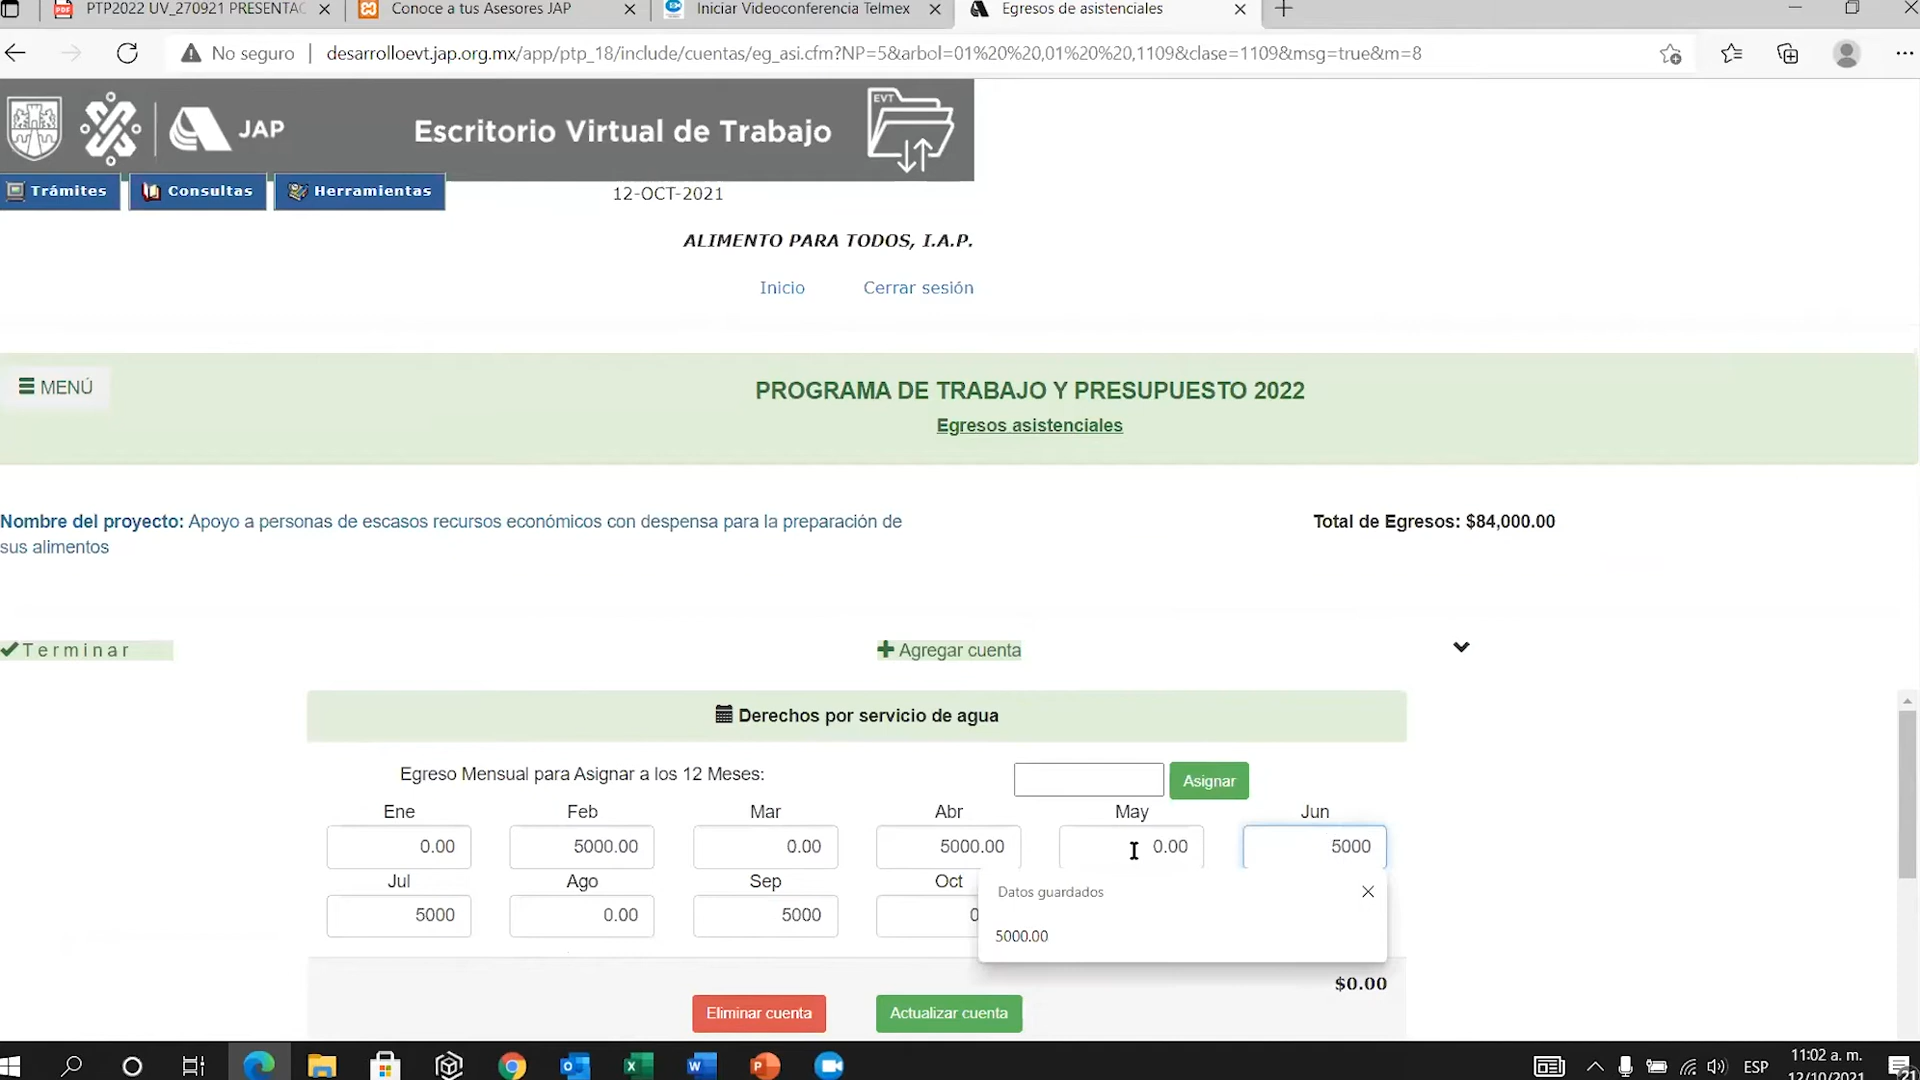 PTP2022 UV_270921 PRESENTAC
Conoce a tus Asesores JAP
Iniciar Videoconferencia Telmex
Egresos de asistenciales
No seguro
desarrolloevt.jap.org.mx/app/ptp_18/include/cuentas/eg_asi.cfm?NP=5&arbol=01%20%20,01%20%20,1109&clase=1109&msg=true&m=8
JAP
Escritorio Virtual de Trabajo
EVT
Trámites
Consultas
Herramientas
12-OCT-2021
ALIMENTO PARA TODOS, I.A.P.
Inicio
Cerrar sesión
MENÚ
PROGRAMA DE TRABAJO Y PRESUPUESTO 2022
Egresos asistenciales
Nombre del proyecto: Apoyo a personas de escasos recursos económicos con despensa para la preparación de
sus alimentos
Total de Egresos: $84,000.00
Terminar
Agregar cuenta
Derechos por servicio de agua
Egreso Mensual para Asignar a los 12 Meses:
Asignar
Ene Feb Mar Abr May Jun
0.00 5000.00 0.00 5000.00 0.00 5000
Jul Ago Sep Oct
5000 0.00 5000 0
Datos guardados
5000.00
$0.00
Eliminar cuenta
Actualizar cuenta
ESP
11:02 a. m.
12/10/2021
21